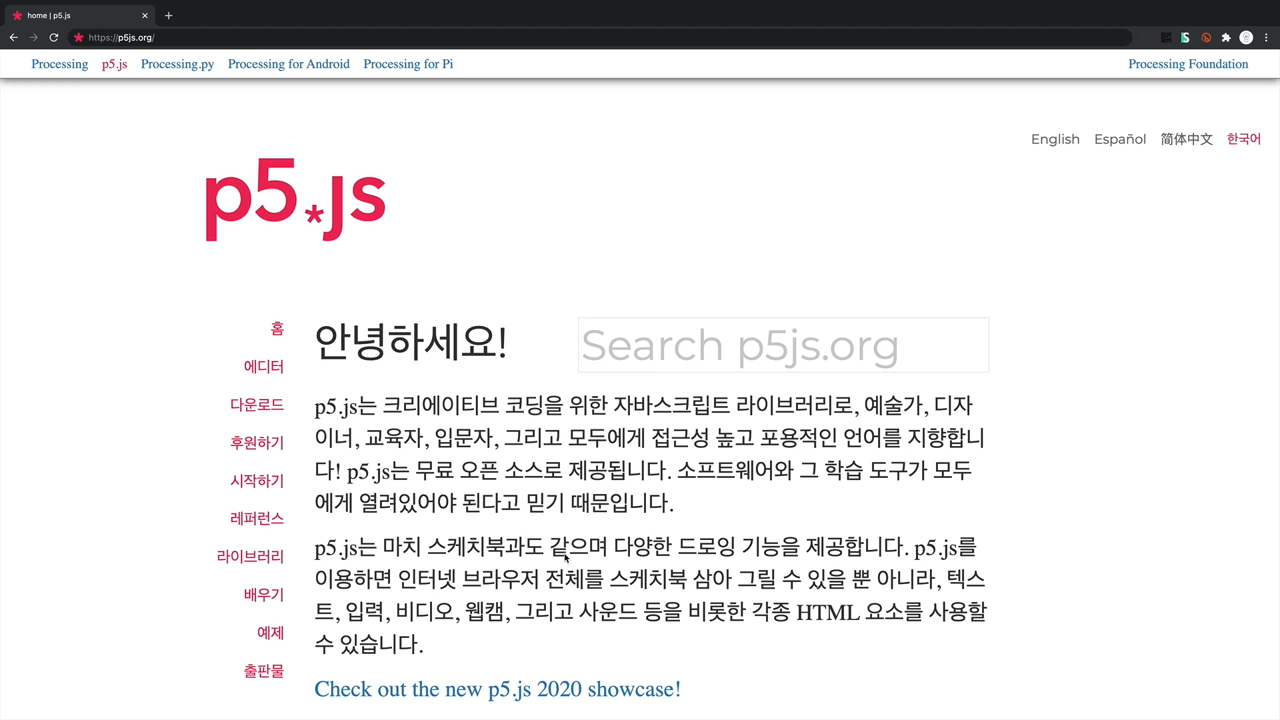 home | p5.js
https://p5js.org/
Processing p5.js Processing.py Processing for Android Processing for Pi Processing Foundation
English Español 简体中文 한국어
p5.js
홈
에디터
다운로드
후원하기
시작하기
레퍼런스
라이브러리
배우기
예제
출판물
안녕하세요!
Search p5js.org
p5.js는 크리에이티브 코딩을 위한 자바스크립트 라이브러리로, 예술가, 디자
이너, 교육자, 입문자, 그리고 모두에게 접근성 높고 포용적인 언어를 지향합니
다! p5.js는 무료 오픈 소스로 제공됩니다. 소프트웨어와 그 학습 도구가 모두
에게 열려있어야 된다고 믿기 때문입니다.
p5.js는 마치 스케치북과도 같으며 다양한 드로잉 기능을 제공합니다. p5.js를
이용하면 인터넷 브라우저 전체를 스케치북 삼아 그릴 수 있을 뿐 아니라, 텍스
트, 입력, 비디오, 웹캠, 그리고 사운드 등을 비롯한 각종 HTML 요소를 사용할
수 있습니다.
Check out the new p5.js 2020 showcase!